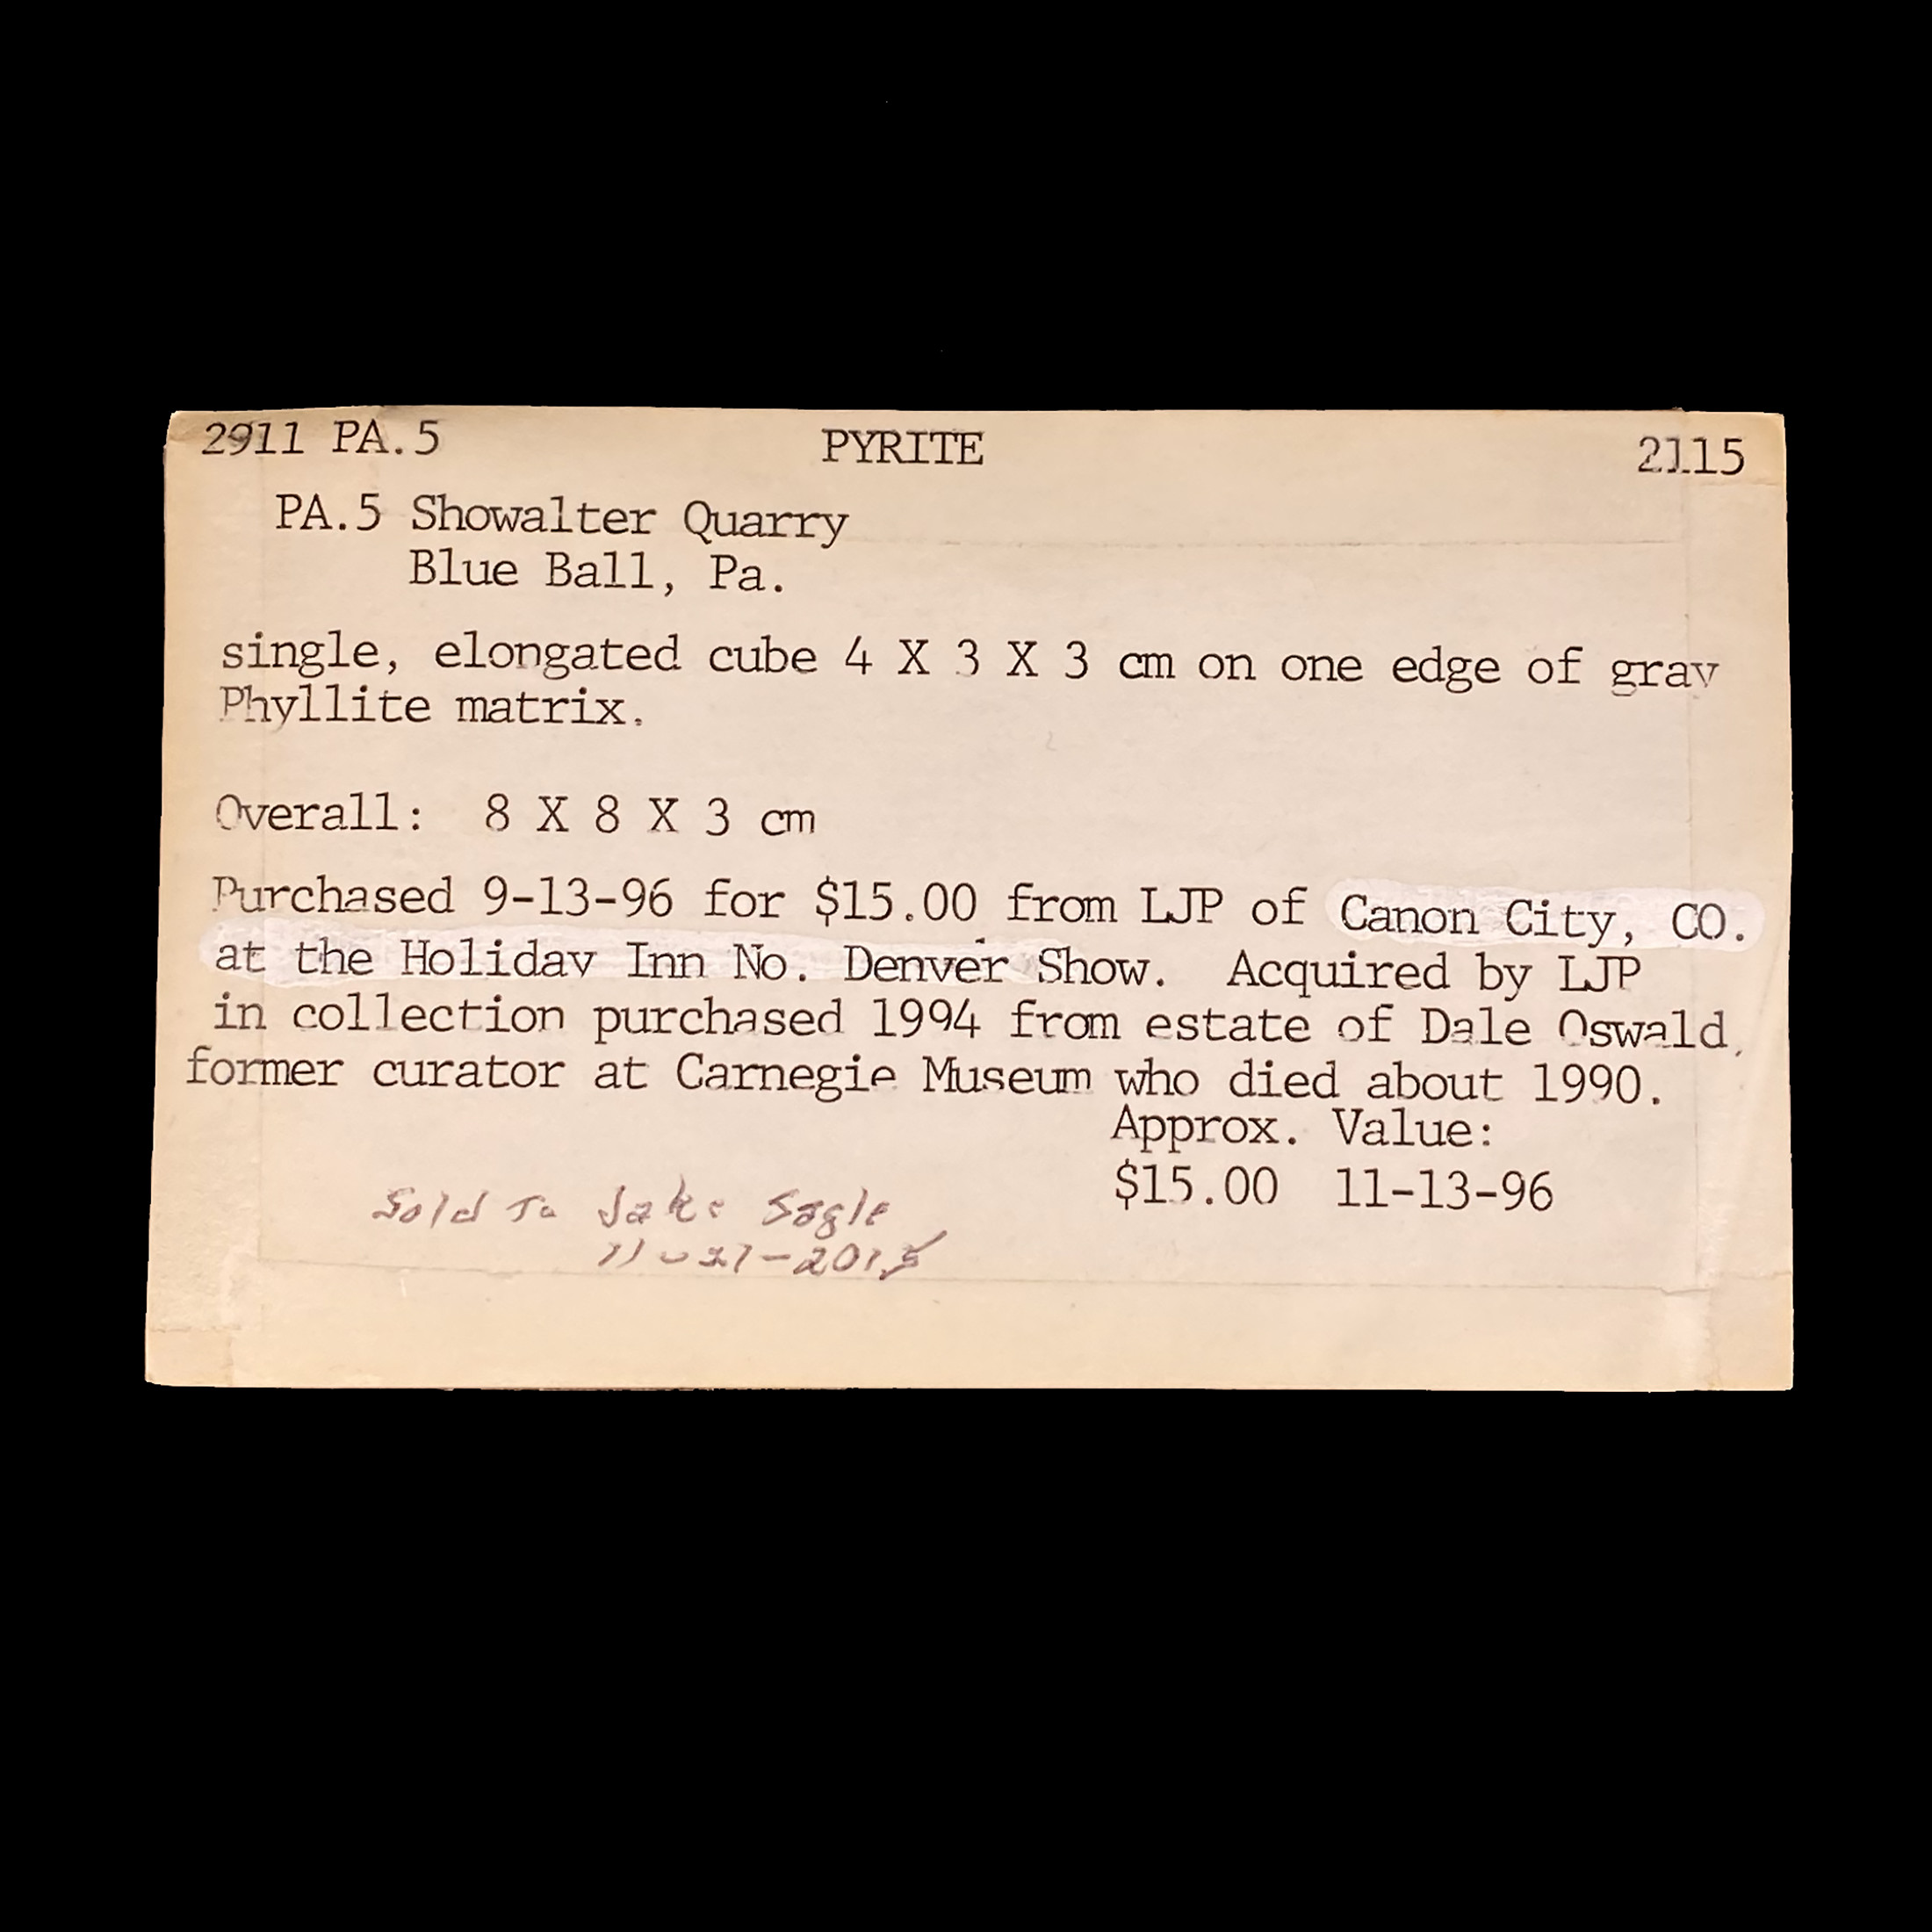 2911 PA.5 PYRITE 2115
PA.5 Showalter Quarry
Blue Ball, Pa.
single, elongated cube 4 X 3 X 3 cm on one edge of gray
Phyllite matrix.
Overall: 8 X 8 X 3 cm
Purchased 9-13-96 for $15.00 from LJP of Canon City, CO.
at the Holiday Inn No. Denver Show. Acquired by LJP
in collection purchased 1994 from estate of Dale Oswald,
former curator at Carnegie Museum who died about 1990.
Approx. Value:
$15.00 11-13-96
Sold To Jake Slagle
11-27-2015